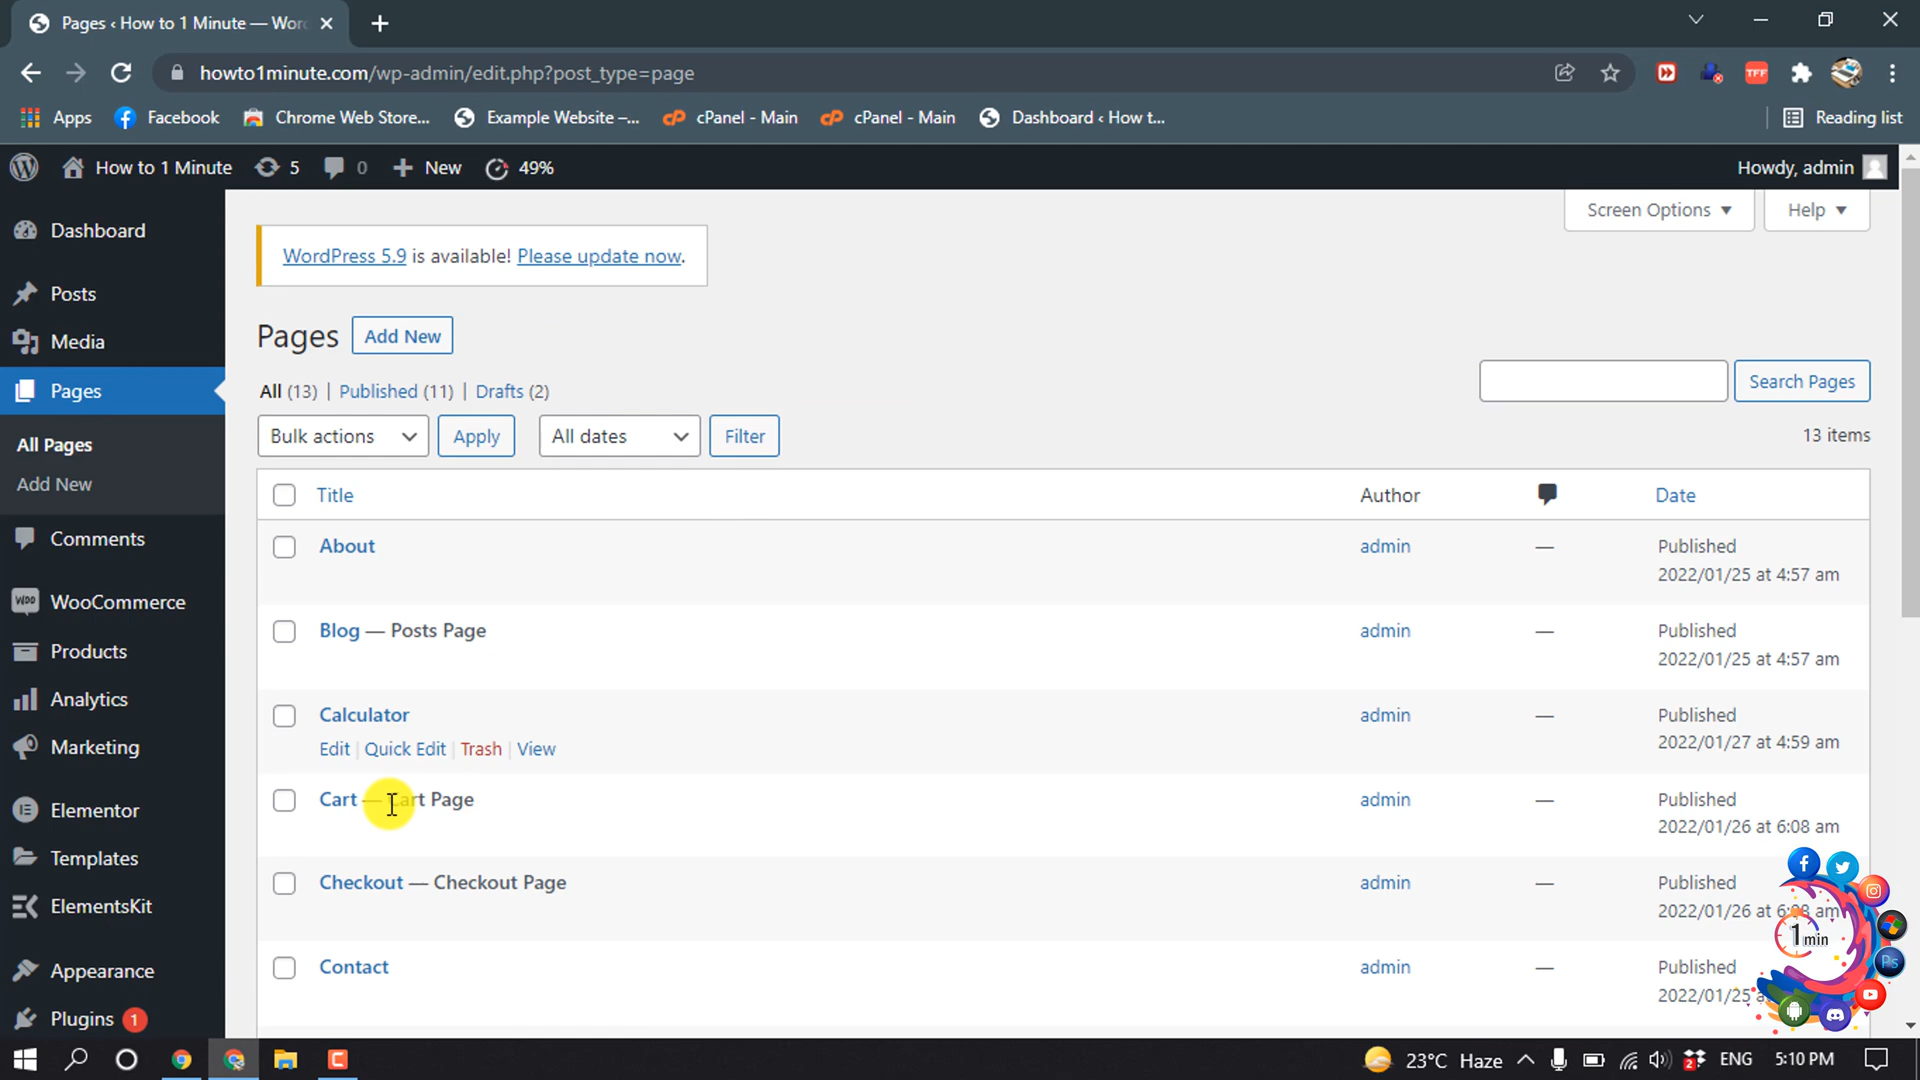 Pages ‹ How to 1 Minute — Wor
howto1minute.com/wp-admin/edit.php?post_type=page
TFF
Apps Facebook Chrome Web Store... Example Website –... cPanel - Main cPanel - Main Dashboard ‹ How t... Reading list
How to 1 Minute 5 0 New 49% Howdy, admin
Screen Options Help
Dashboard
WordPress 5.9 is available! Please update now.
Posts
Media
Pages Add New
Pages
All (13) | Published (11) | Drafts (2)
Search Pages
Bulk actions Apply All dates Filter 13 items
All Pages
Add New
Title Author Date
Comments
About admin — Published
2022/01/25 at 4:57 am
WooCommerce
Blog — Posts Page admin — Published
2022/01/25 at 4:57 am
Products
Analytics
Calculator admin — Published
2022/01/27 at 4:59 am
Edit | Quick Edit | Trash | View
Marketing
Cart — Cart Page admin — Published
2022/01/26 at 6:08 am
Elementor
Templates
Checkout — Checkout Page admin — Published
2022/01/26 at 6:08 am
ElementsKit
1 min
Contact admin — Published
2022/01/25
Ps
Appearance
Plugins 1
23°C Haze 2 ENG 5:10 PM